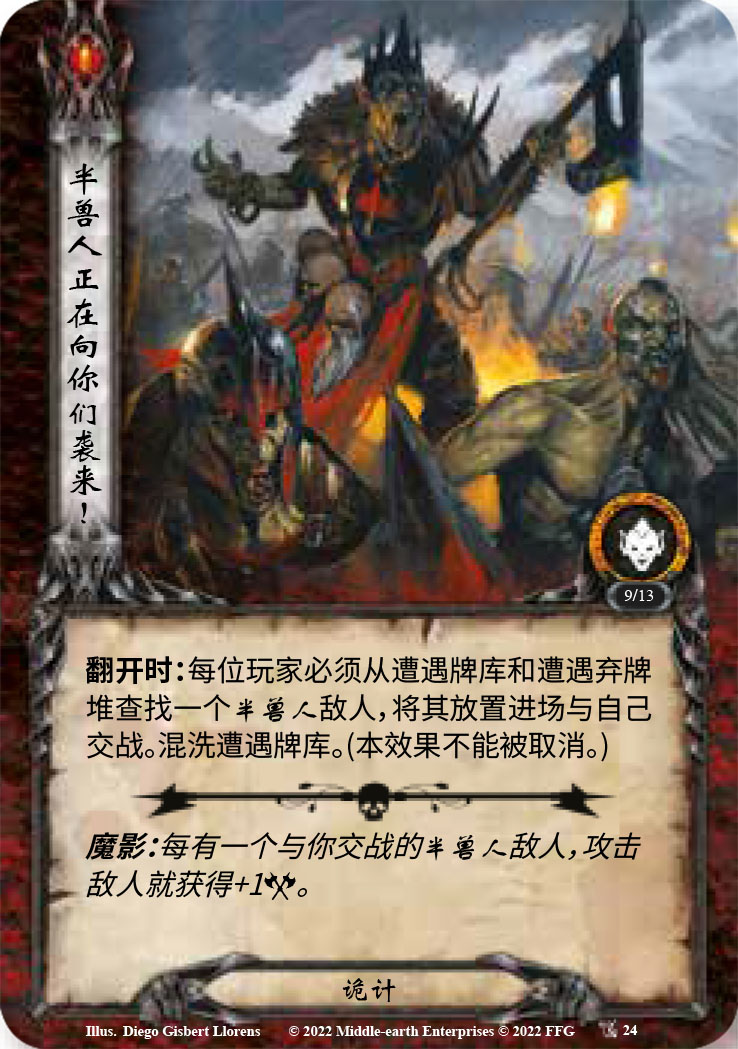 半兽人正在向你们袭来！
9/13
翻开时：每位玩家必须从遭遇牌库和遭遇弃牌
堆查找一个半兽人敌人，将其放置进场与自己
交战。混洗遭遇牌库。(本效果不能被取消。)
魔影：每有一个与你交战的半兽人敌人，攻击
敌人就获得+1。
诡计
Illus. Diego Gisbert Llorens © 2022 Middle-earth Enterprises © 2022 FFG 24